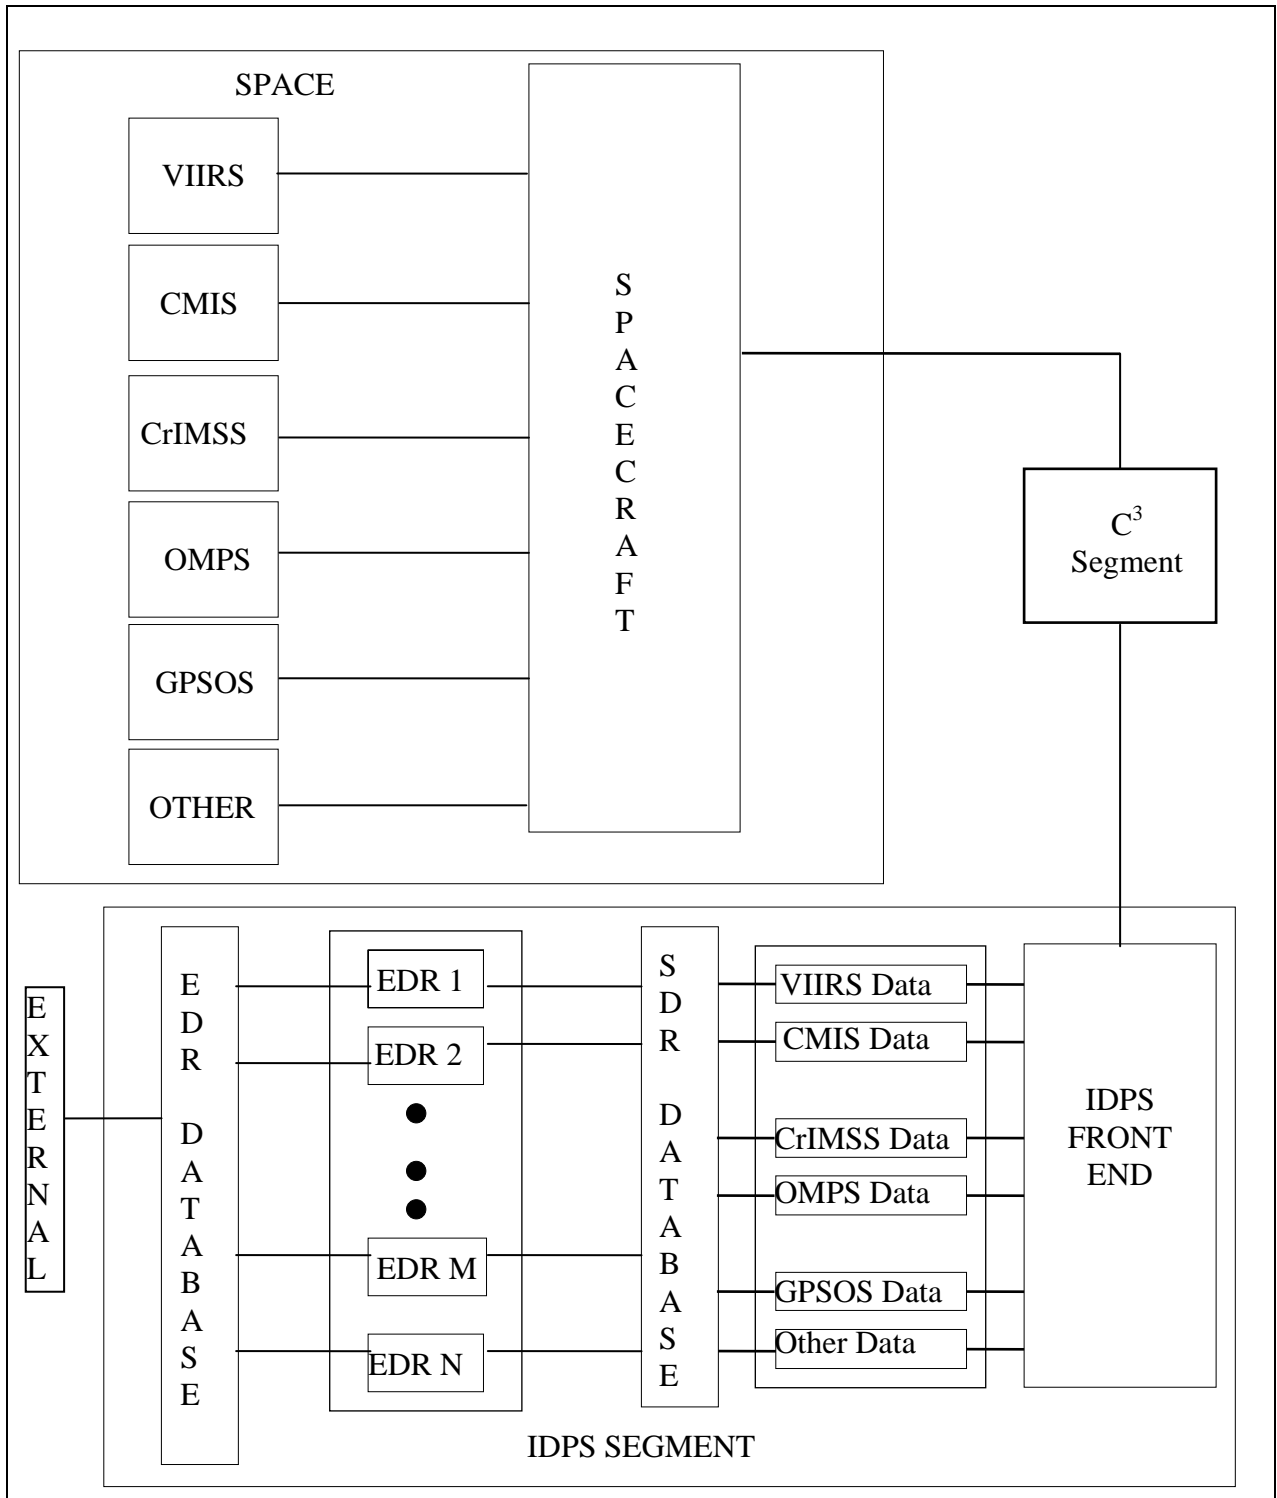 SPACE
VIIRS
CMIS
CrIMSS
OMPS
GPSOS
OTHER
SPACECRAFT
C³
Segment
EXTERNAL
EDR DATABASE
EDR 1
EDR 2
EDR M
EDR N
SDR DATABASE
VIIRS Data
CMIS Data
CrIMSS Data
OMPS Data
GPSOS Data
Other Data
IDPS
FRONT
END
IDPS SEGMENT